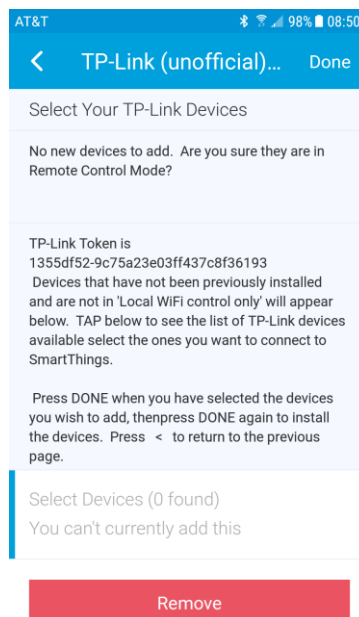 AT&T 98% 08:50
TP-Link (unofficial)... Done
Select Your TP-Link Devices
No new devices to add. Are you sure they are in
Remote Control Mode?
TP-Link Token is
1355df52-9c75a23e03ff437c8f36193
Devices that have not been previously installed
and are not in 'Local WiFi control only' will appear
below. TAP below to see the list of TP-Link devices
available select the ones you want to connect to
SmartThings.
Press DONE when you have selected the devices
you wish to add, thenpress DONE again to install
the devices. Press < to return to the previous
page.
Select Devices (0 found)
You can't currently add this
Remove